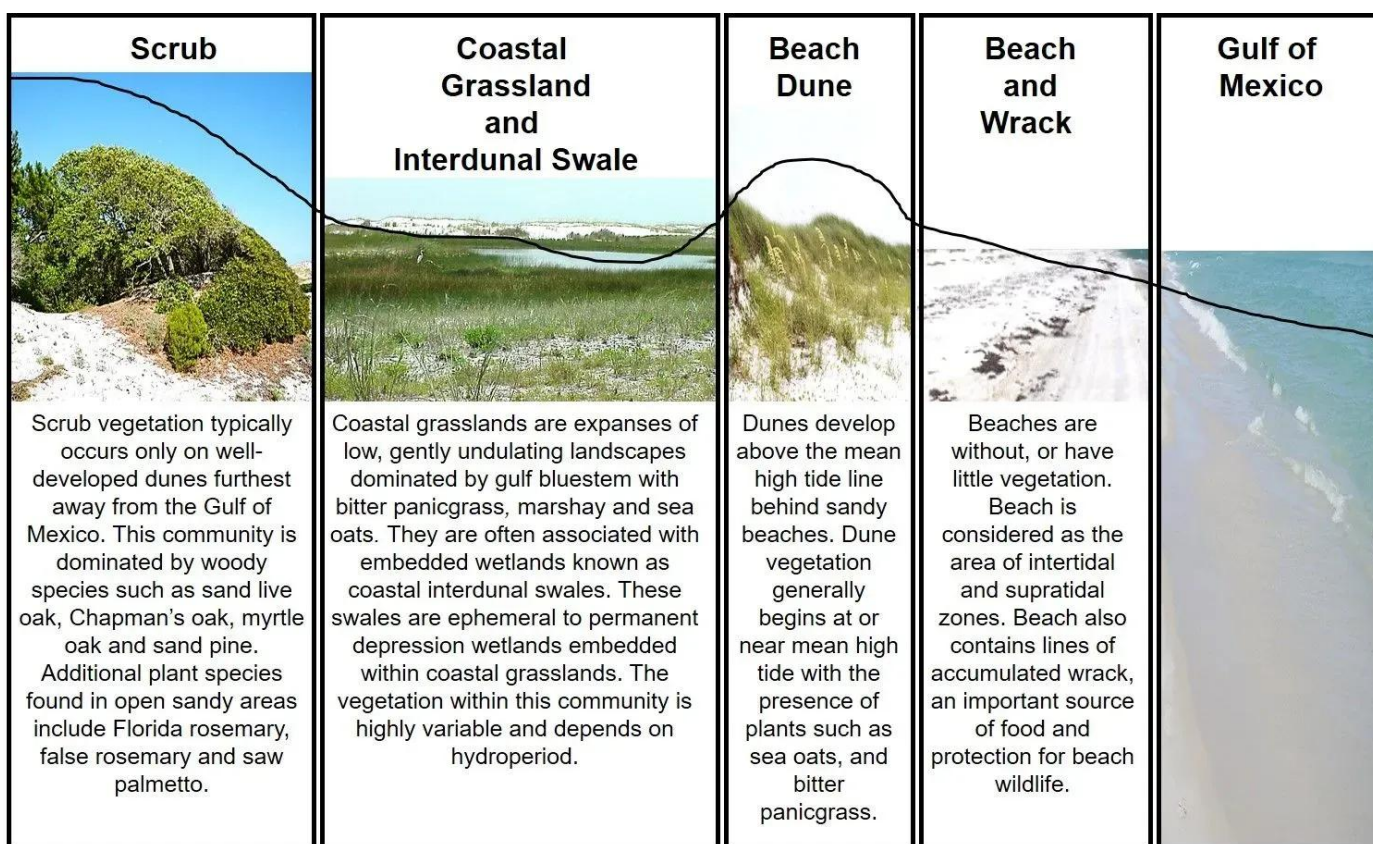 Scrub
Scrub vegetation typically
occurs only on well-
developed dunes furthest
away from the Gulf of
Mexico. This community is
dominated by woody
species such as sand live
oak, Chapman's oak, myrtle
oak and sand pine.
Additional plant species
found in open sandy areas
include Florida rosemary,
false rosemary and saw
palmetto.
Coastal
Grassland
and
Interdunal Swale
Coastal grasslands are expanses of
low, gently undulating landscapes
dominated by gulf bluestem with
bitter panicgrass, marshay and sea
oats. They are often associated with
embedded wetlands known as
coastal interdunal swales. These
swales are ephemeral to permanent
depression wetlands embedded
within coastal grasslands. The
vegetation within this community is
highly variable and depends on
hydroperiod.
Beach
Dune
Dunes develop
above the mean
high tide line
behind sandy
beaches. Dune
vegetation
generally
begins at or
near mean high
tide with the
presence of
plants such as
sea oats, and
bitter
panicgrass.
Beach
and
Wrack
Beaches are
without, or have
little vegetation.
Beach is
considered as the
area of intertidal
and supratidal
zones. Beach also
contains lines of
accumulated wrack,
an important source
of food and
protection for beach
wildlife.
Gulf of
Mexico